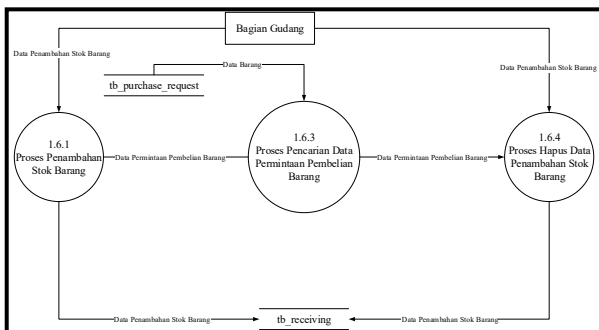 Bagian Gudang
Data Penambahan Stok Barang
Data Barang
Data Penambahan Stok Barang
tb_purchase_request
1.6.1
Proses Penambahan
Stok Barang
Data Permintaan Pembelian Barang
1.6.3
Proses Pencarian Data
Permintaan Pembelian
Barang
Data Permintaan Pembelian Barang
1.6.4
Proses Hapus Data
Penambahan Stok
Barang
Data Penambahan Stok Barang
tb_receiving
Data Penambahan Stok Barang